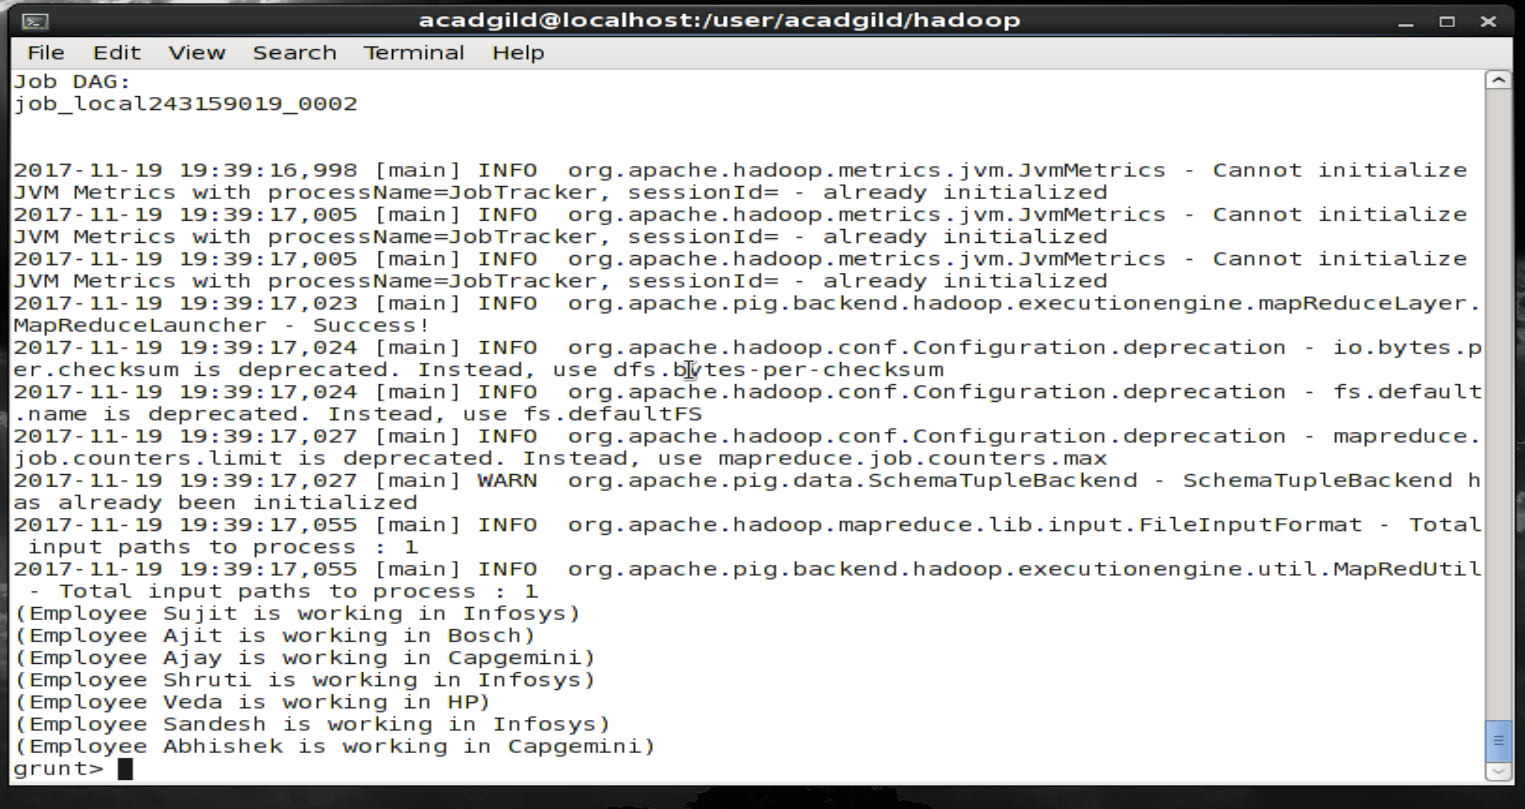 acadgild@localhost:/user/acadgild/hadoop
File Edit View Search Terminal Help
Job DAG:
job_local243159019_0002
2017-11-19 19:39:16,998 [main] INFO  org.apache.hadoop.metrics.jvm.JvmMetrics - Cannot initialize
JVM Metrics with processName=JobTracker, sessionId= - already initialized
2017-11-19 19:39:17,005 [main] INFO  org.apache.hadoop.metrics.jvm.JvmMetrics - Cannot initialize
JVM Metrics with processName=JobTracker, sessionId= - already initialized
2017-11-19 19:39:17,005 [main] INFO  org.apache.hadoop.metrics.jvm.JvmMetrics - Cannot initialize
JVM Metrics with processName=JobTracker, sessionId= - already initialized
2017-11-19 19:39:17,023 [main] INFO  org.apache.pig.backend.hadoop.executionengine.mapReduceLayer.
MapReduceLauncher - Success!
2017-11-19 19:39:17,024 [main] INFO  org.apache.hadoop.conf.Configuration.deprecation - io.bytes.p
er.checksum is deprecated. Instead, use dfs.bytes-per-checksum
2017-11-19 19:39:17,024 [main] INFO  org.apache.hadoop.conf.Configuration.deprecation - fs.default
.name is deprecated. Instead, use fs.defaultFS
2017-11-19 19:39:17,027 [main] INFO  org.apache.hadoop.conf.Configuration.deprecation - mapreduce.
job.counters.limit is deprecated. Instead, use mapreduce.job.counters.max
2017-11-19 19:39:17,027 [main] WARN  org.apache.pig.data.SchemaTupleBackend - SchemaTupleBackend h
as already been initialized
2017-11-19 19:39:17,055 [main] INFO  org.apache.hadoop.mapreduce.lib.input.FileInputFormat - Total
 input paths to process : 1
2017-11-19 19:39:17,055 [main] INFO  org.apache.pig.backend.hadoop.executionengine.util.MapRedUtil
 - Total input paths to process : 1
(Employee Sujit is working in Infosys)
(Employee Ajit is working in Bosch)
(Employee Ajay is working in Capgemini)
(Employee Shruti is working in Infosys)
(Employee Veda is working in HP)
(Employee Sandesh is working in Infosys)
(Employee Abhishek is working in Capgemini)
grunt>